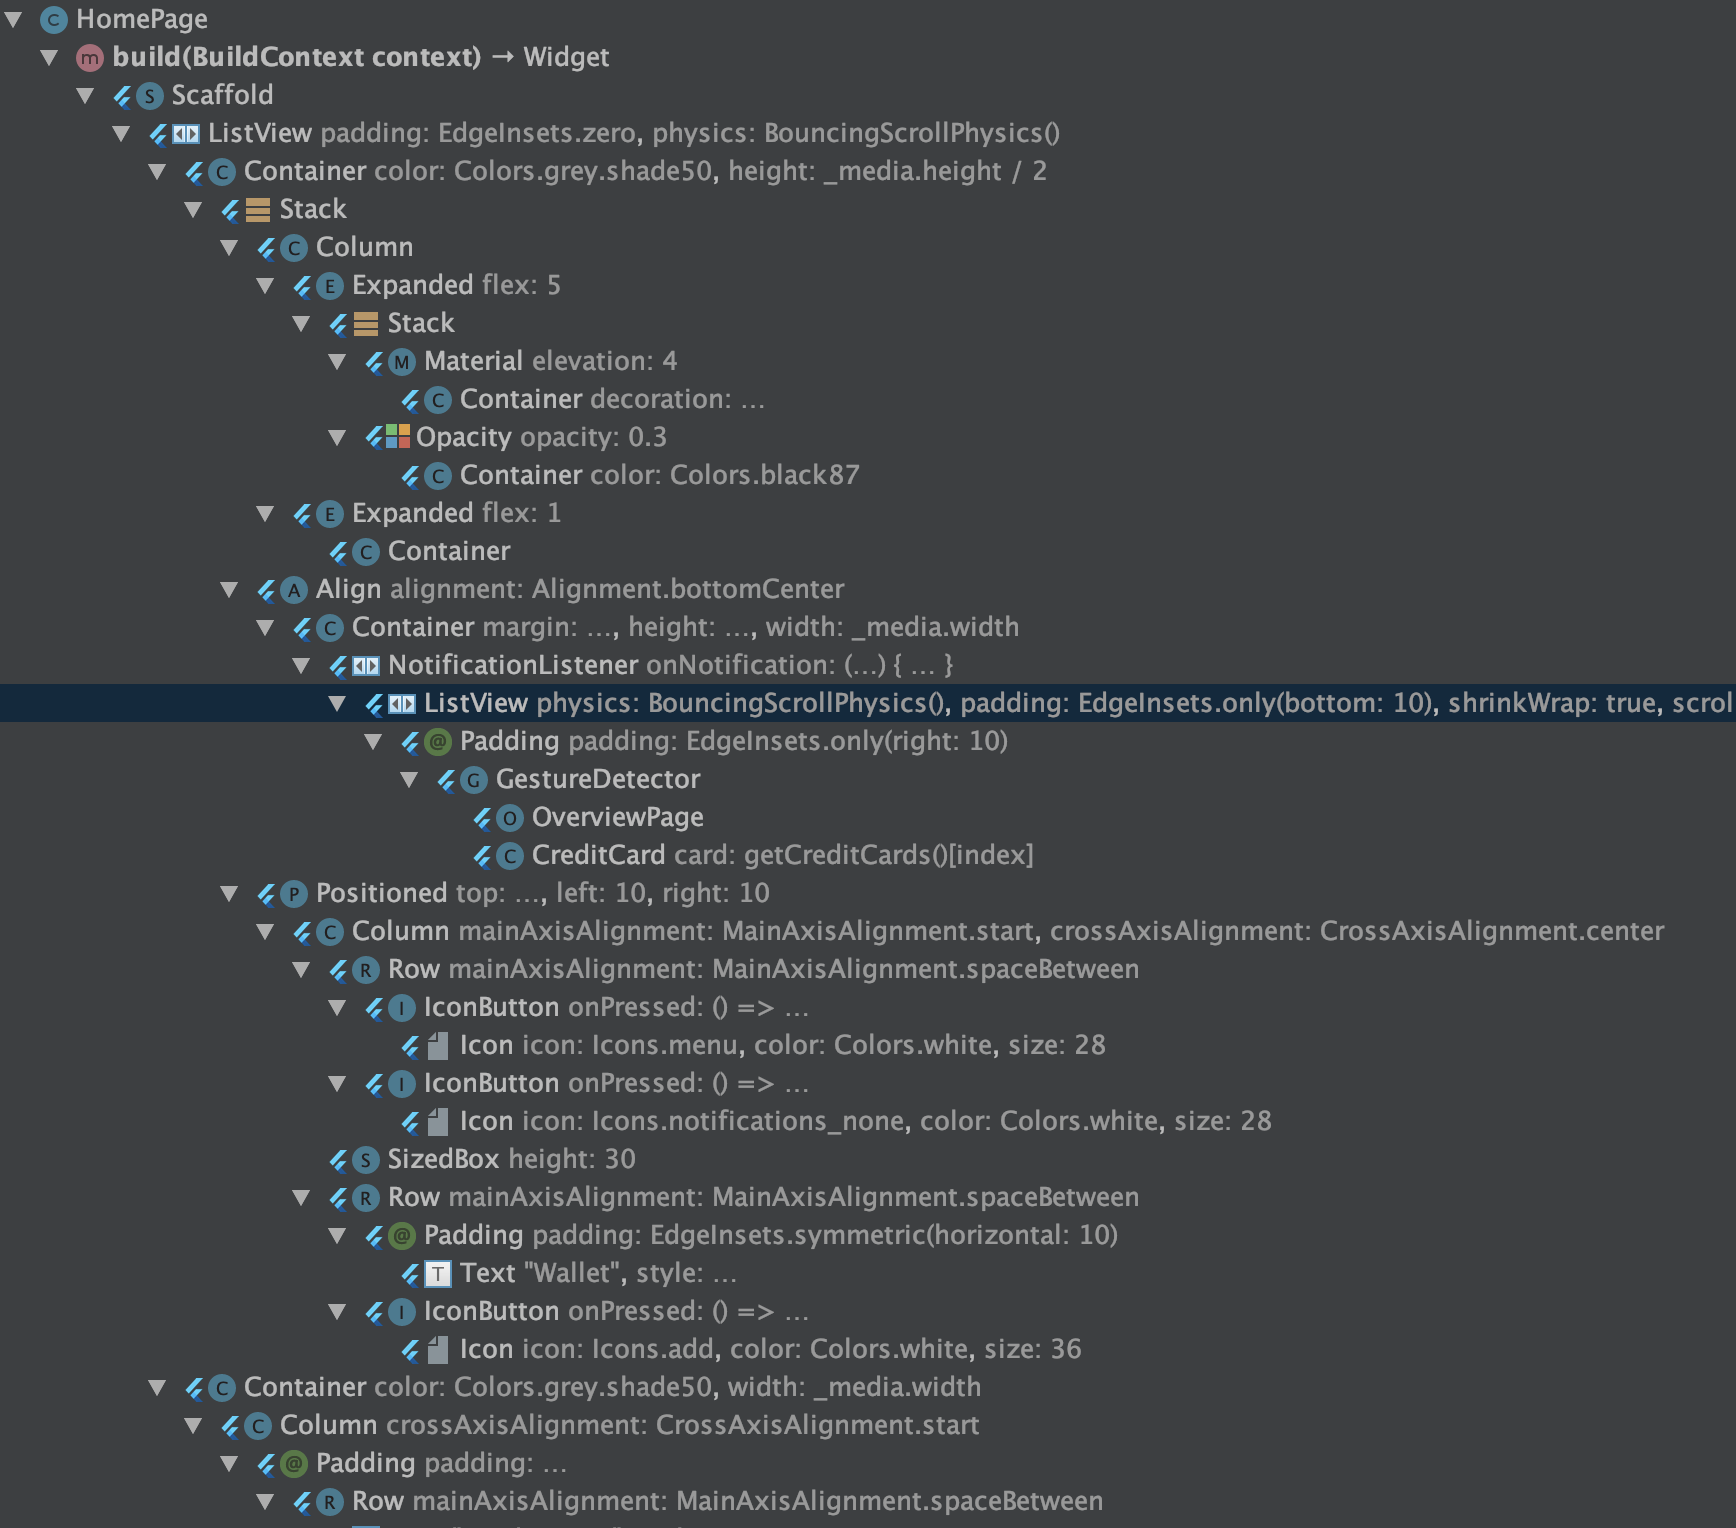 HomePage
build(BuildContext context) → Widget
Scaffold
ListView padding: EdgeInsets.zero, physics: BouncingScrollPhysics()
Container color: Colors.grey.shade50, height: _media.height / 2
Stack
Column
Expanded flex: 5
Stack
Material elevation: 4
Container decoration: ...
Opacity opacity: 0.3
Container color: Colors.black87
Expanded flex: 1
Container
Align alignment: Alignment.bottomCenter
Container margin: ..., height: ..., width: _media.width
NotificationListener onNotification: (...) { ... }
ListView physics: BouncingScrollPhysics(), padding: EdgeInsets.only(bottom: 10), shrinkWrap: true, scrol
Padding padding: EdgeInsets.only(right: 10)
GestureDetector
OverviewPage
CreditCard card: getCreditCards()[index]
Positioned top: ..., left: 10, right: 10
Column mainAxisAlignment: MainAxisAlignment.start, crossAxisAlignment: CrossAxisAlignment.center
Row mainAxisAlignment: MainAxisAlignment.spaceBetween
IconButton onPressed: () => ...
Icon icon: Icons.menu, color: Colors.white, size: 28
IconButton onPressed: () => ...
Icon icon: Icons.notifications_none, color: Colors.white, size: 28
SizedBox height: 30
Row mainAxisAlignment: MainAxisAlignment.spaceBetween
Padding padding: EdgeInsets.symmetric(horizontal: 10)
Text "Wallet", style: ...
IconButton onPressed: () => ...
Icon icon: Icons.add, color: Colors.white, size: 36
Container color: Colors.grey.shade50, width: _media.width
Column crossAxisAlignment: CrossAxisAlignment.start
Padding padding: ...
Row mainAxisAlignment: MainAxisAlignment.spaceBetween